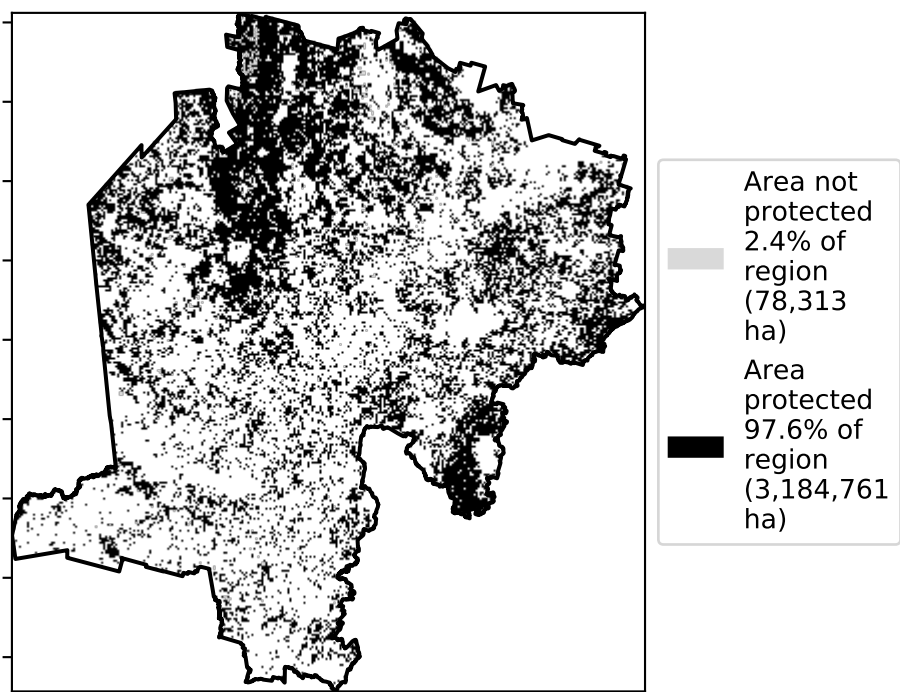 Area not
protected
2.4% of
region
(78,313
ha)
Area
protected
97.6% of
region
(3,184,761
ha)